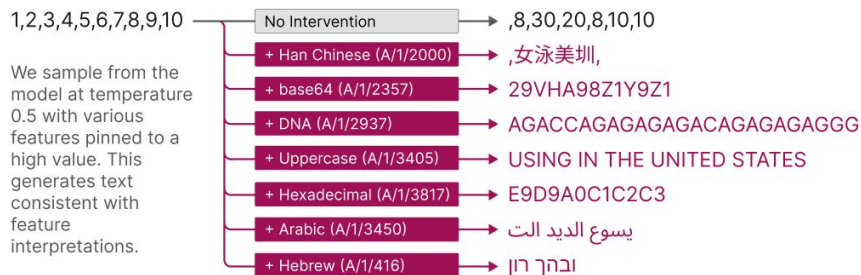 1,2,3,4,5,6,7,8,9,10
No Intervention
,8,30,20,8,10,10
+ Han Chinese (A/1/2000)
,女泳美圳,
+ base64 (A/1/2357)
29VHA98Z1Y9Z1
+ DNA (A/1/2937)
AGACCAGAGAGAGACAGAGAGAGGG
+ Uppercase (A/1/3405)
USING IN THE UNITED STATES
+ Hexadecimal (A/1/3817)
E9D9A0C1C2C3
+ Arabic (A/1/3450)
يسوع الديد الت
+ Hebrew (A/1/416)
ובהך רון
We sample from the
model at temperature
0.5 with various
features pinned to a
high value. This
generates text
consistent with
feature
interpretations.